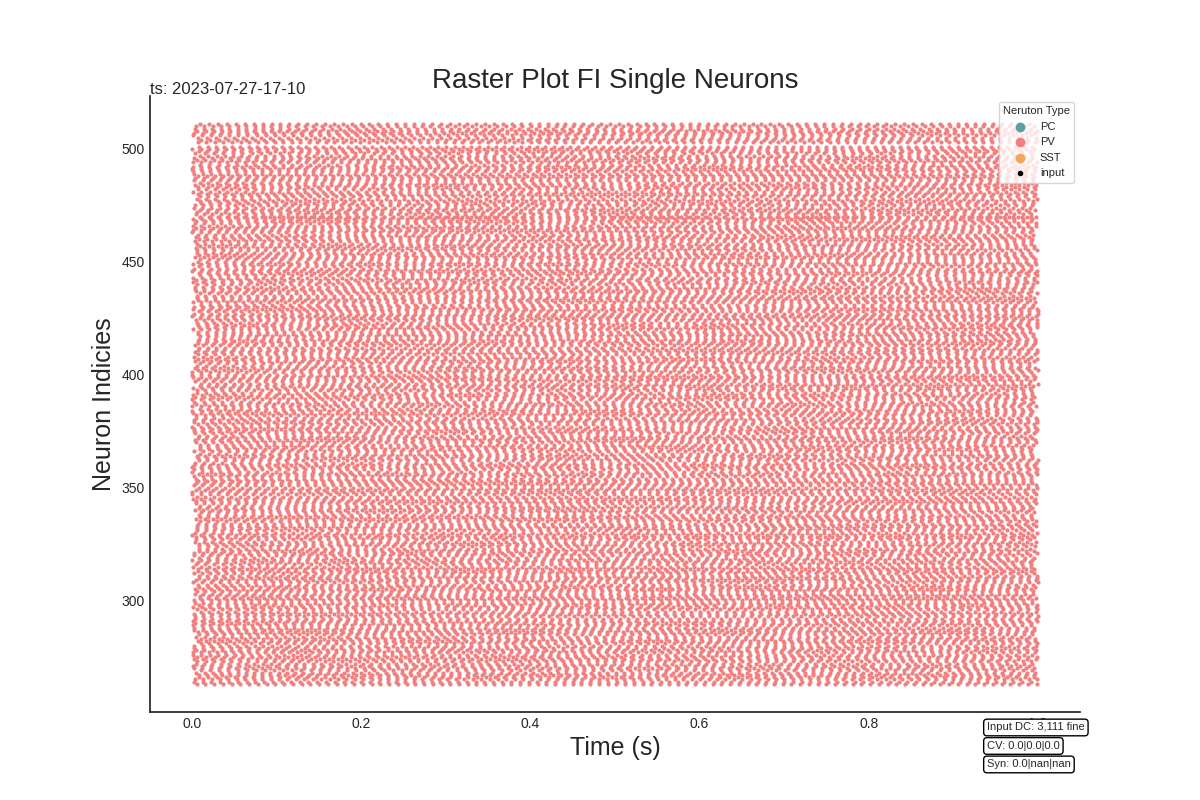 Raster Plot FI Single Neurons
ts: 2023-07-27-17-10
Neruton Type
PC
PV
SST
input
500
450
400
350
300
Neuron Indicies
0.0 0.2 0.4 0.6 0.8
Time (s)
Input DC: 3,111 fine
CV: 0.0|0.0|0.0
Syn: 0.0|nan|nan